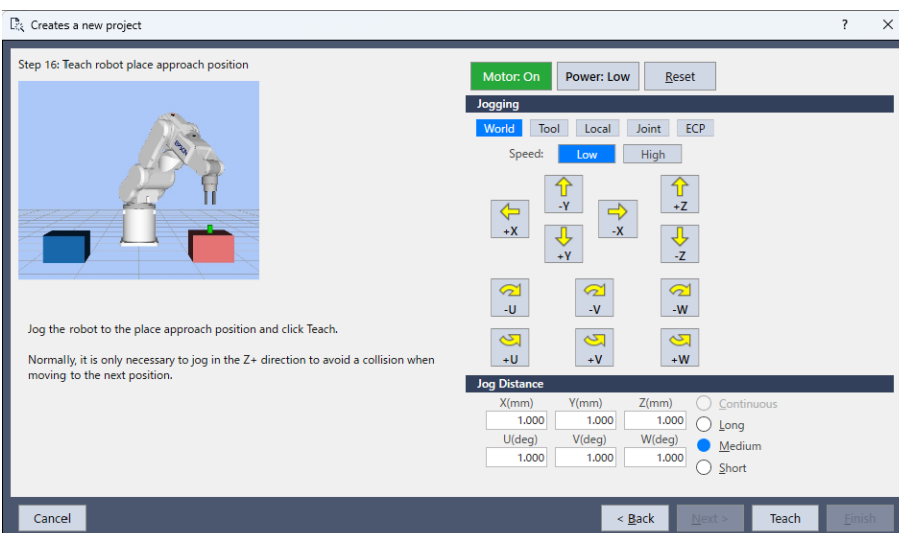 Creates a new project
? X
Step 16: Teach robot place approach position
EPSON
Jog the robot to the place approach position and click Teach.
Normally, it is only necessary to jog in the Z+ direction to avoid a collision when
moving to the next position.
Motor: On Power: Low Reset
Jogging
World Tool Local Joint ECP
Speed: Low High
-Y +Z
+X -X
+Y -Z
-U -V -W
+U +V +W
Jog Distance
X(mm) Y(mm) Z(mm) Continuous
1.000 1.000 1.000 Long
U(deg) V(deg) W(deg) Medium
1.000 1.000 1.000 Short
Cancel < Back Next > Teach Finish